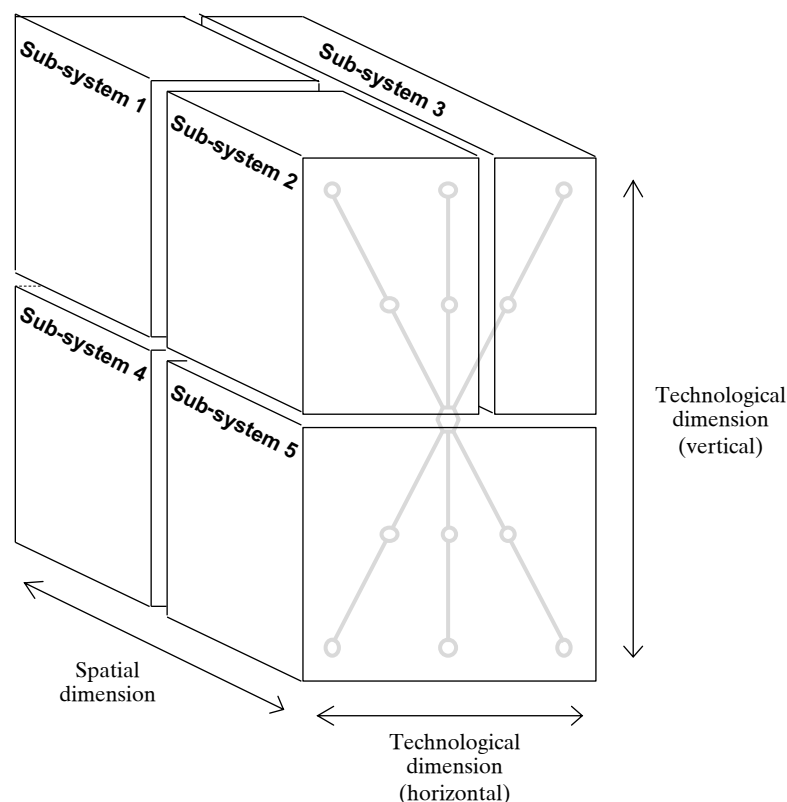 Sub-system 1
Sub-system 3
Sub-system 2
Sub-system 4
Sub-system 5
Technological
dimension
(vertical)
Spatial
dimension
Technological
dimension
(horizontal)